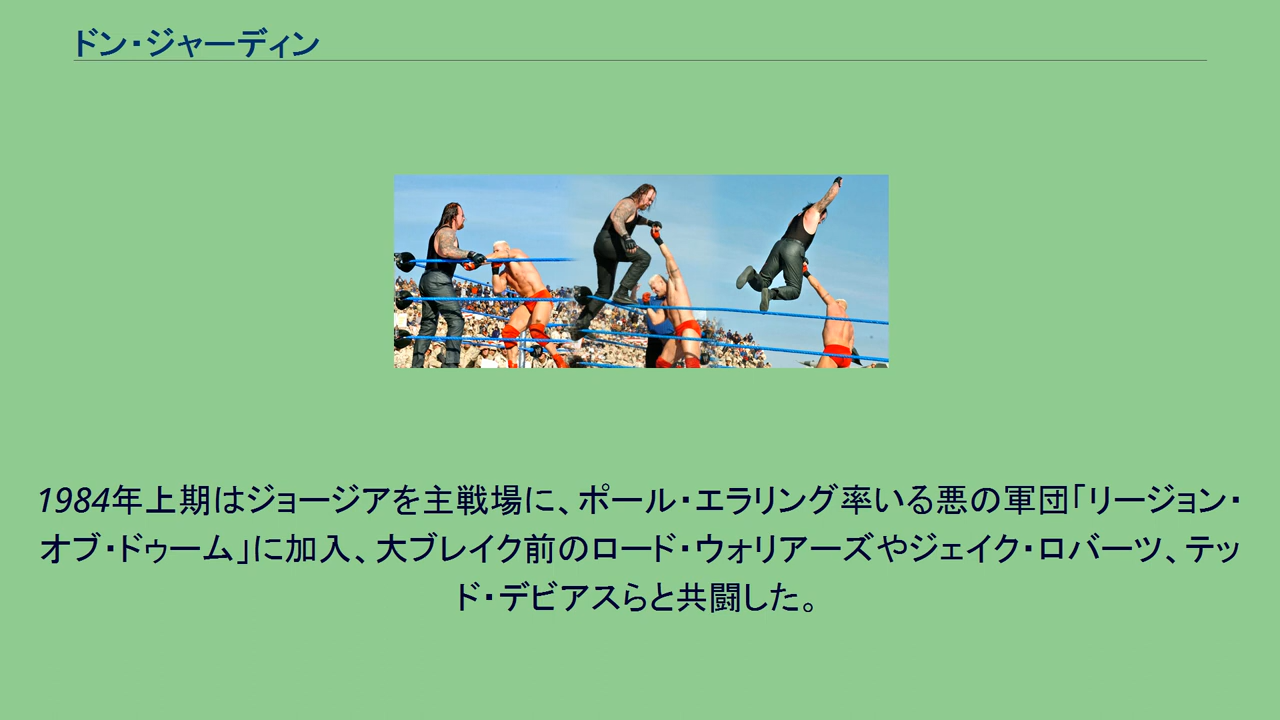 ドン・ジャーディン
1984年上期はジョージアを主戦場に、ポール・エラリング率いる悪の軍団「リージョン・
オブ・ドゥーム」に加入、大ブレイク前のロード・ウォリアーズやジェイク・ロバーツ、テッ
ド・デビアスらと共闘した。